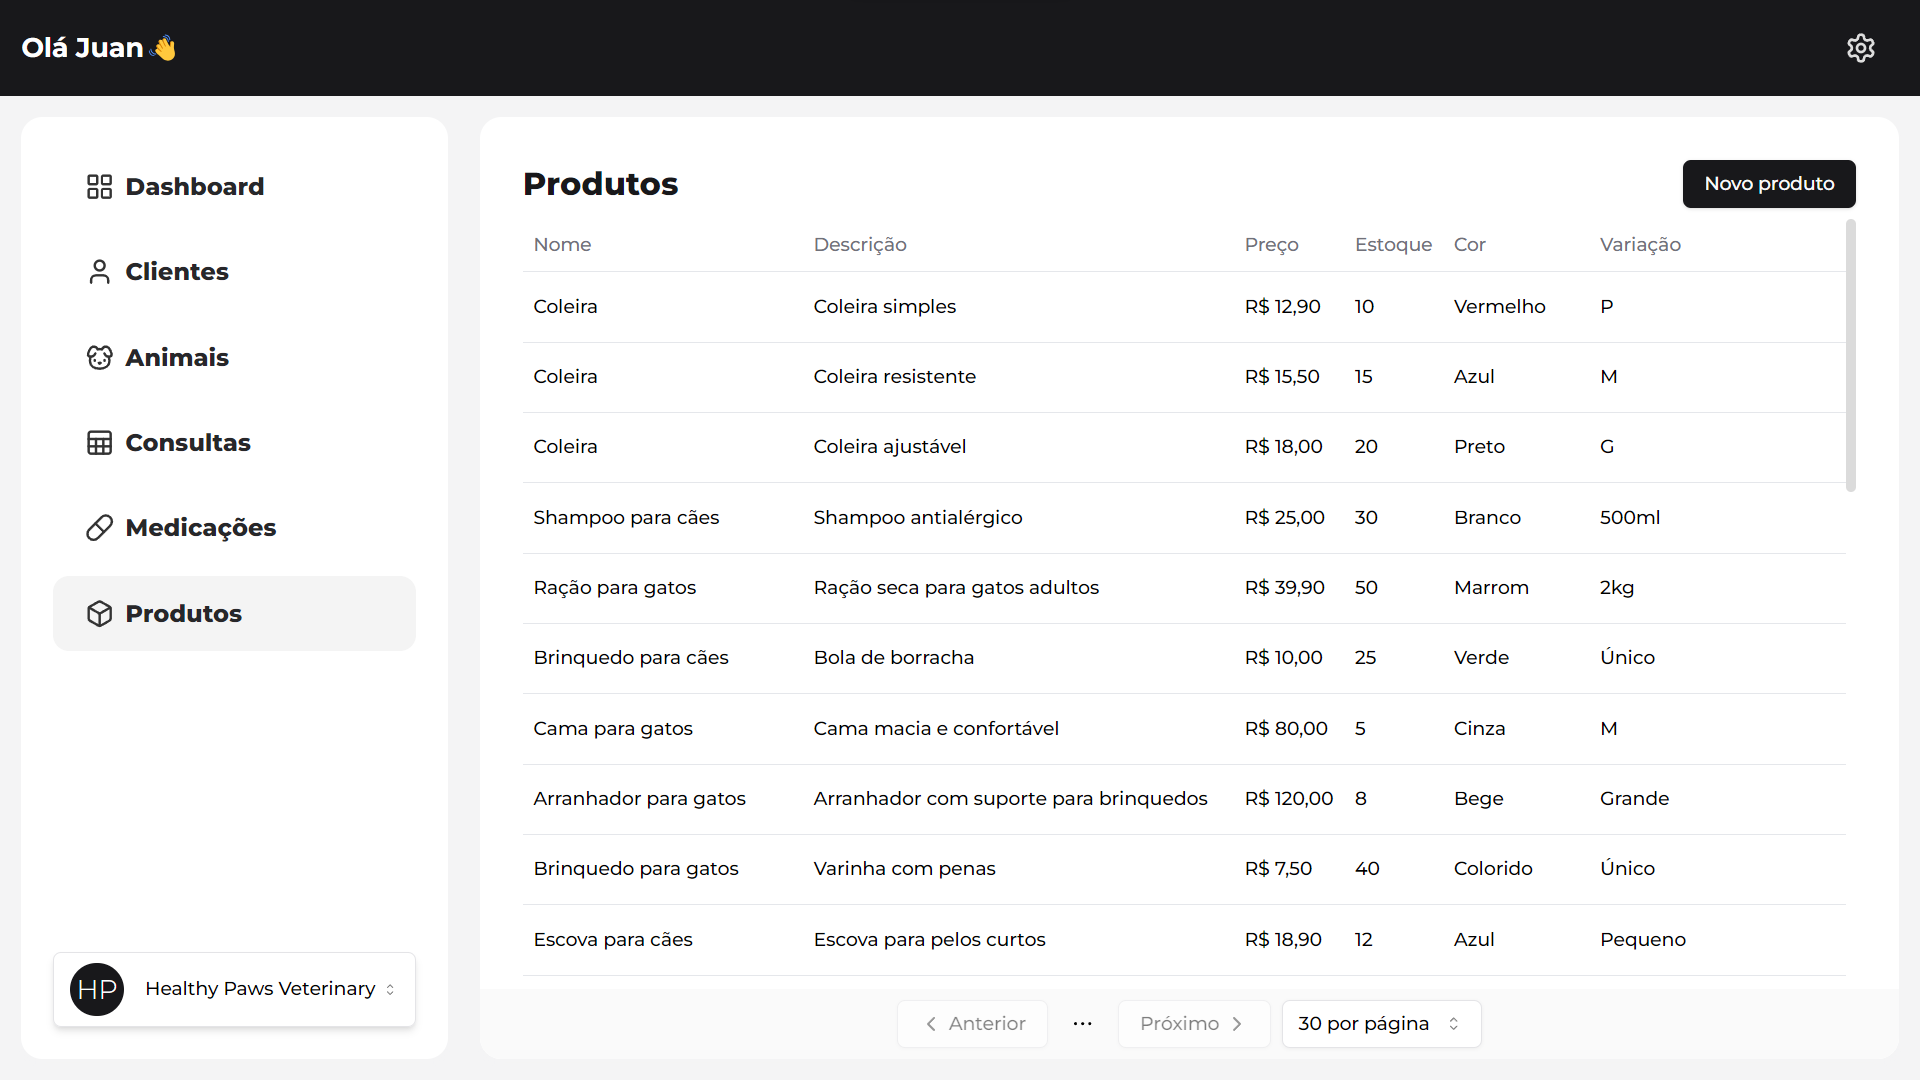 Olá Juan 👋
Dashboard
Clientes
Animais
Consultas
Medicações
Produtos
HP Healthy Paws Veterinary
Produtos
Novo produto
Nome Descrição Preço Estoque Cor Variação
Coleira Coleira simples R$ 12,90 10 Vermelho P
Coleira Coleira resistente R$ 15,50 15 Azul M
Coleira Coleira ajustável R$ 18,00 20 Preto G
Shampoo para cães Shampoo antialérgico R$ 25,00 30 Branco 500ml
Ração para gatos Ração seca para gatos adultos R$ 39,90 50 Marrom 2kg
Brinquedo para cães Bola de borracha R$ 10,00 25 Verde Único
Cama para gatos Cama macia e confortável R$ 80,00 5 Cinza M
Arranhador para gatos Arranhador com suporte para brinquedos R$ 120,00 8 Bege Grande
Brinquedo para gatos Varinha com penas R$ 7,50 40 Colorido Único
Escova para cães Escova para pelos curtos R$ 18,90 12 Azul Pequeno
Anterior ... Próximo 30 por página